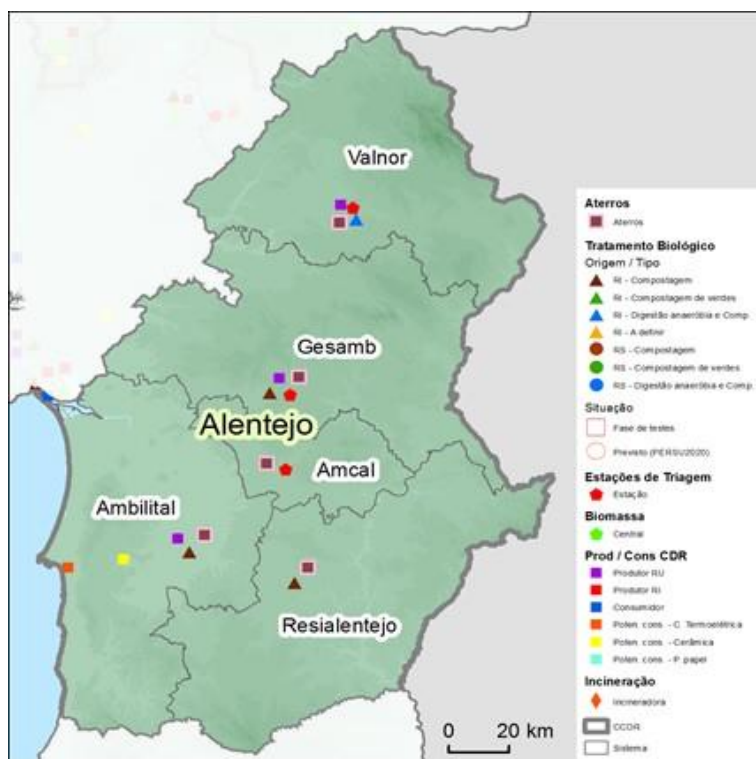 Valnor
Gesamb
Alentejo
Amcal
Ambilital
Resialentejo
0 20 km
Aterros
Aterros
Tratamento Biológico
Origem / Tipo
RI - Compostagem
RI - Compostagem de verdes
RI - Digestão anaeróbia e Comp
RI - A definir
RS - Compostagem
RS - Compostagem de verdes
RS - Digestão anaeróbia e Comp
Situação
Fase de testes
Previsto (PERSU2020)
Estações de Triagem
Estação
Biomassa
Central
Prod / Cons CDR
Produtor RU
Produtor RI
Consumidor
Poten. cons. - C. Termoelétrica
Poten. cons. - Cerâmica
Poten. cons. - P. papel
Incineração
Incineradora
CCDR
Sistema